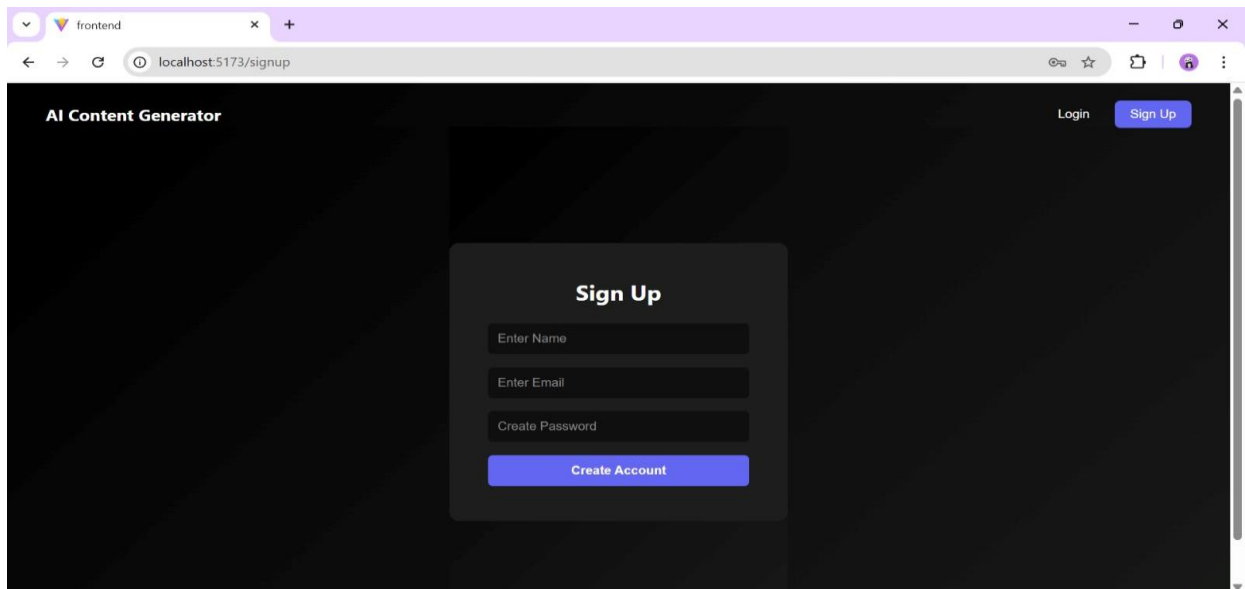 frontend
localhost:5173/signup
AI Content Generator
Login
Sign Up
Sign Up
Enter Name
Enter Email
Create Password
Create Account